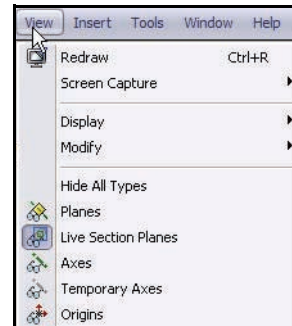 View Insert Tools Window Help
Redraw Ctrl+R
Screen Capture
Display
Modify
Hide All Types
Planes
Live Section Planes
Axes
Temporary Axes
Origins